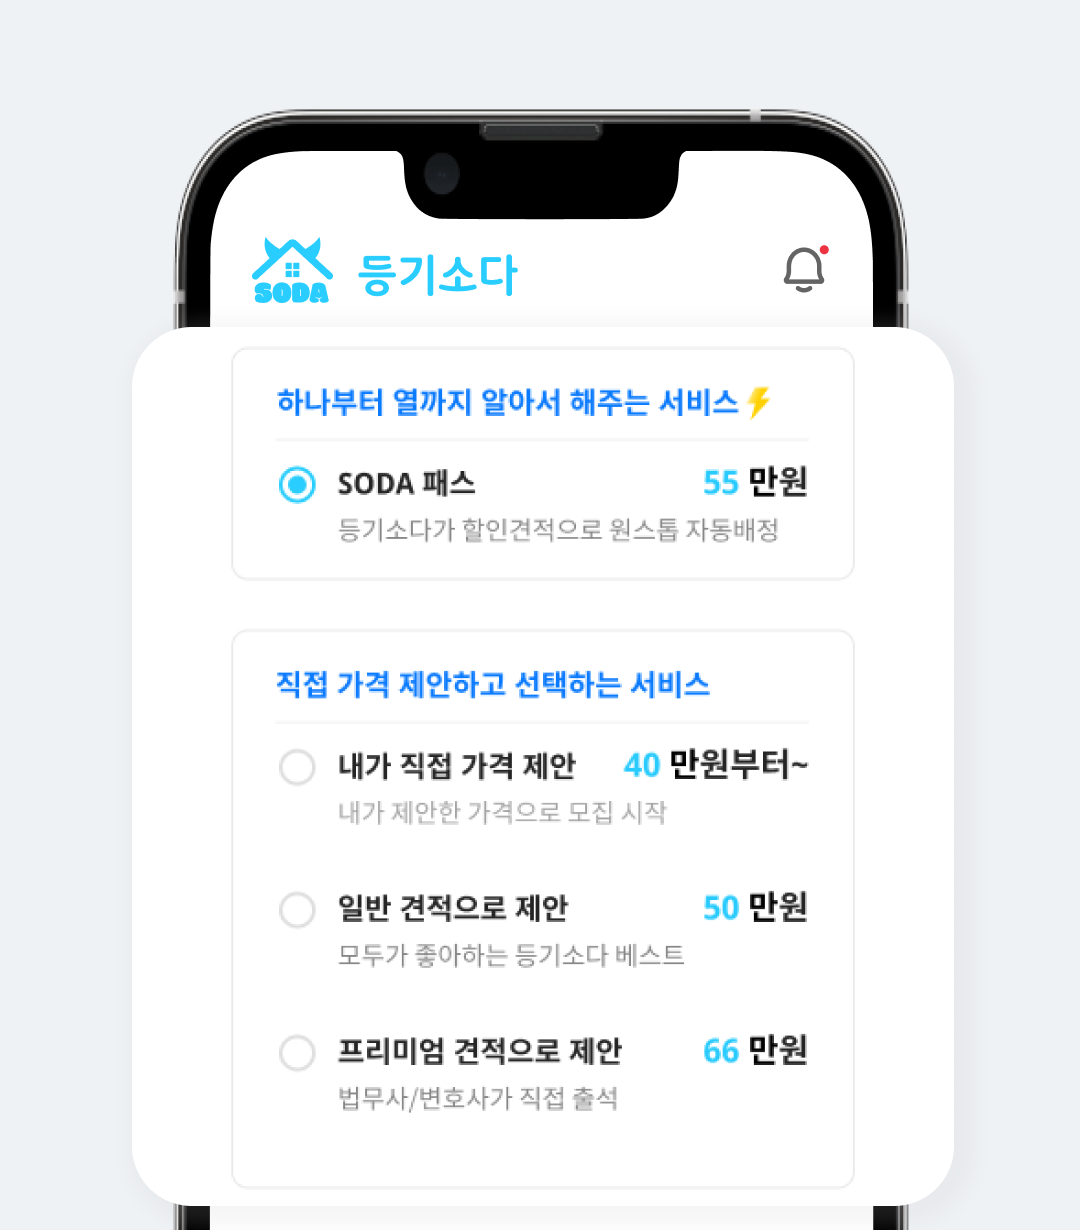 SODA 등기소다
하나부터 열까지 알아서 해주는 서비스⚡
SODA 패스 55 만원
등기소다가 할인견적으로 원스톱 자동배정
직접 가격 제안하고 선택하는 서비스
내가 직접 가격 제안 40 만원부터~
내가 제안한 가격으로 모집 시작
일반 견적으로 제안 50 만원
모두가 좋아하는 등기소다 베스트
프리미엄 견적으로 제안 66 만원
법무사/변호사가 직접 출석